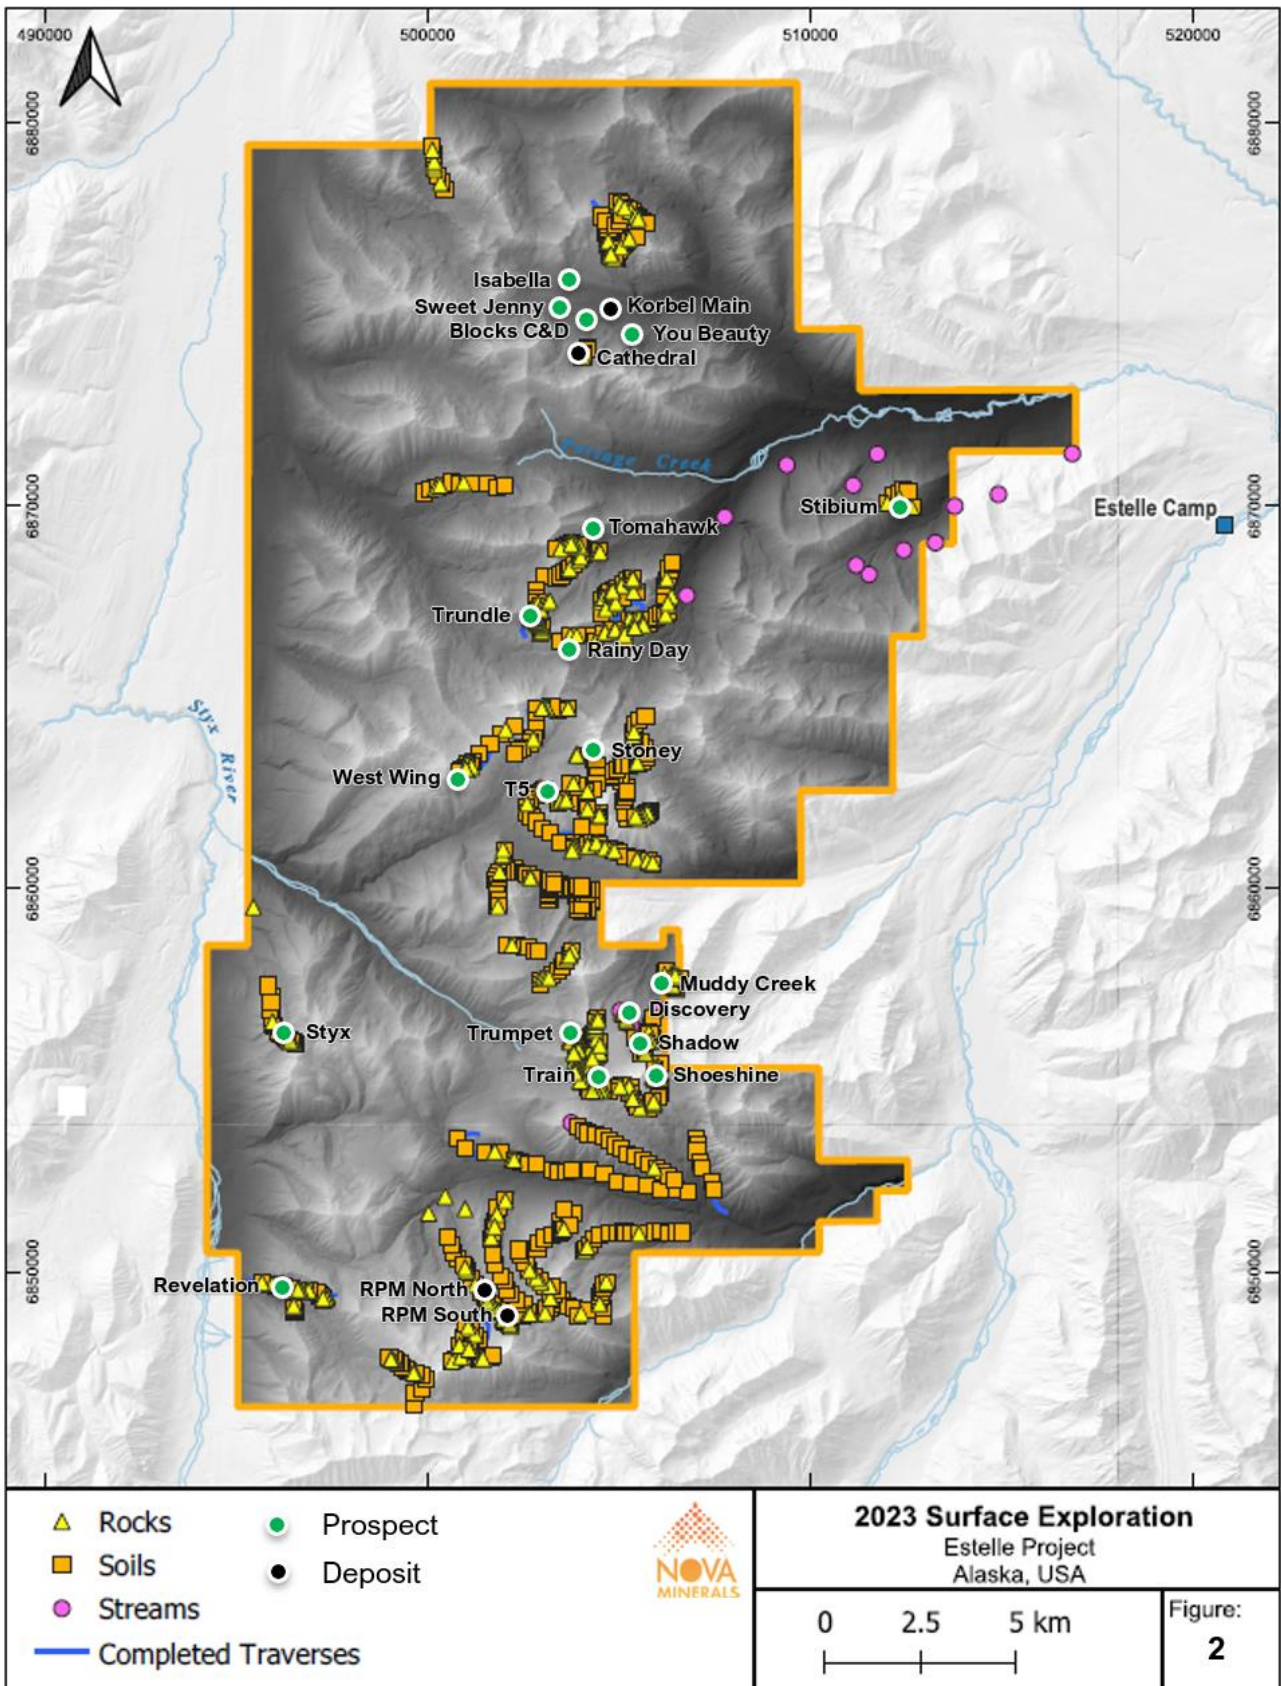 490000
500000
510000
520000
6880000
6880000
Isabella
Sweet Jenny
Korbel Main
Blocks C&D
You Beauty
Cathedral
Portage Creek
6870000
6870000
Stibium
Estelle Camp
Tomahawk
Trundle
Rainy Day
Styx River
Stoney
West Wing
T5
6860000
6860000
Muddy Creek
Discovery
Styx
Trumpet
Shadow
Train
Shoeshine
6850000
6850000
Revelation
RPM North
RPM South
Rocks
Soils
Streams
Completed Traverses
Prospect
Deposit
NOVA
MINERALS
2023 Surface Exploration
Estelle Project
Alaska, USA
0 2.5 5 km
Figure:
2